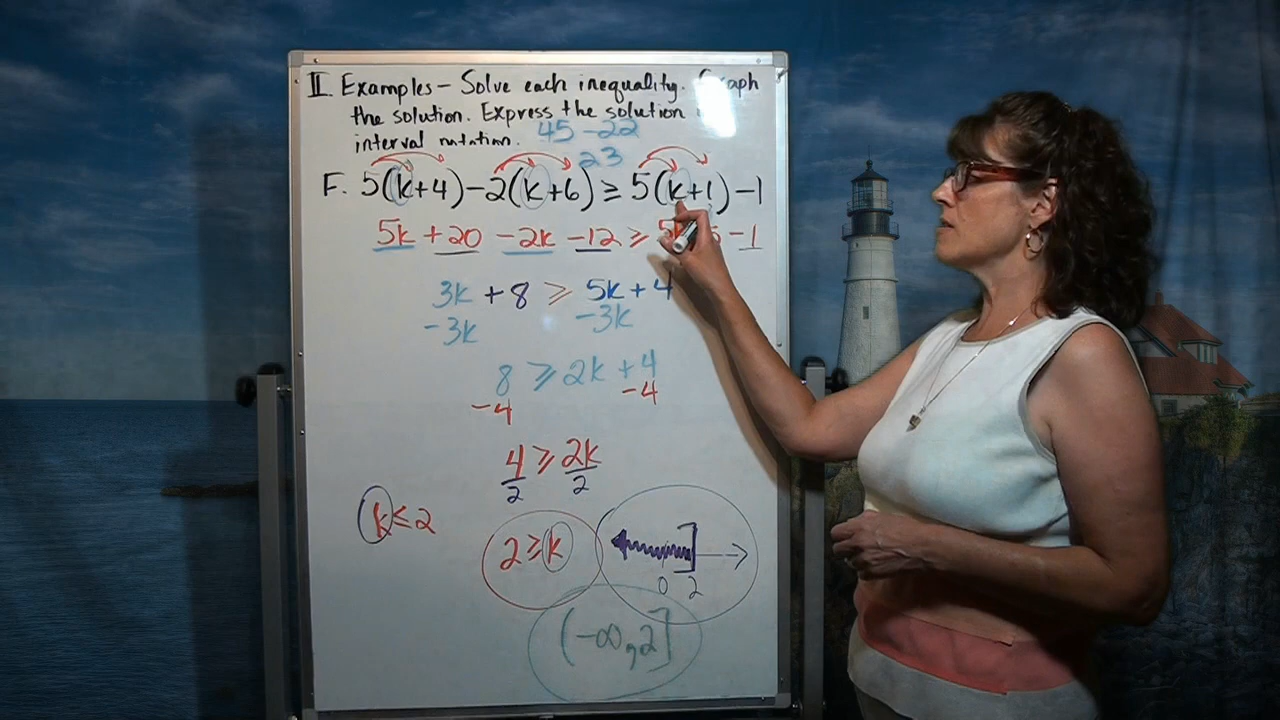 II. Examples - Solve each inequality. Graph
the solution. Express the solution
interval notation.
45 -22
23
F. 5(k+4)-2(k+6) ≥ 5(k+1)-1
5k +20 -2k -12 ≥ 5k 5 -1
3k +8 ≥ 5k+4
-3k -3k
8 ≥ 2k +4
-4 -4
4/2 ≥ 2k/2
k≤2
2≥k
0 2
(-∞,2]